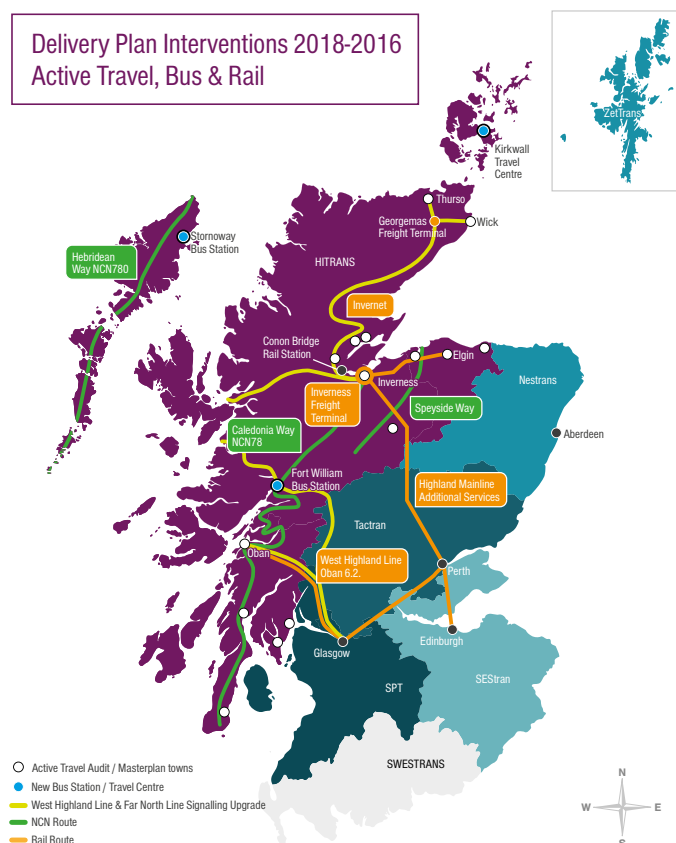 Delivery Plan Interventions 2018-2016
Active Travel, Bus & Rail
ZetTrans
Kirkwall
Travel
Centre
Thurso
Georgemas
Freight Terminal
Wick
Stornoway
Bus Station
Hebridean
Way NCN780
HITRANS
Invernet
Conon Bridge
Rail Station
Elgin
Inverness
Nestrans
Inverness
Freight
Terminal
Speyside Way
Caledonia Way
NCN78
Aberdeen
Fort William
Bus Station
Highland Mainline
Additional Services
Tactran
Oban
West Highland Line
Oban 6.2.
Perth
Edinburgh
Glasgow
SEStran
SPT
SWESTRANS
Active Travel Audit / Masterplan towns
New Bus Station / Travel Centre
West Highland Line & Far North Line Signalling Upgrade
NCN Route
Rail Route
N
W
E
S